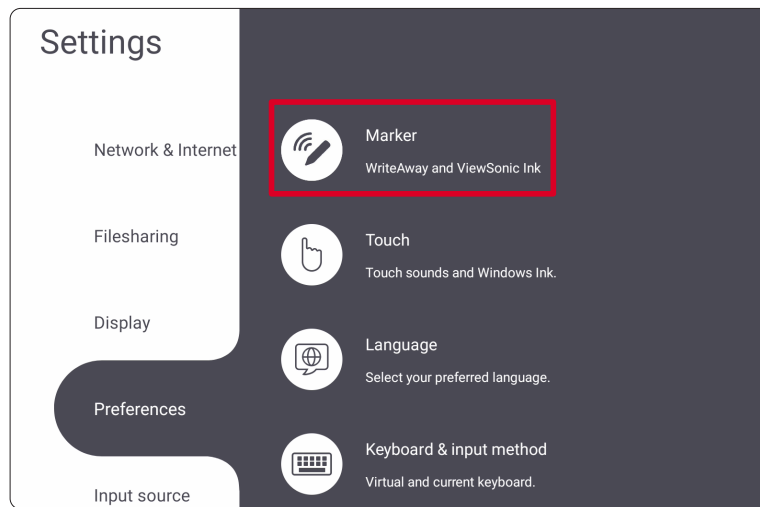 Settings
Network & Internet
Filesharing
Display
Preferences
Input source
Marker
WriteAway and ViewSonic Ink
Touch
Touch sounds and Windows Ink.
Language
Select your preferred language.
Keyboard & input method
Virtual and current keyboard.